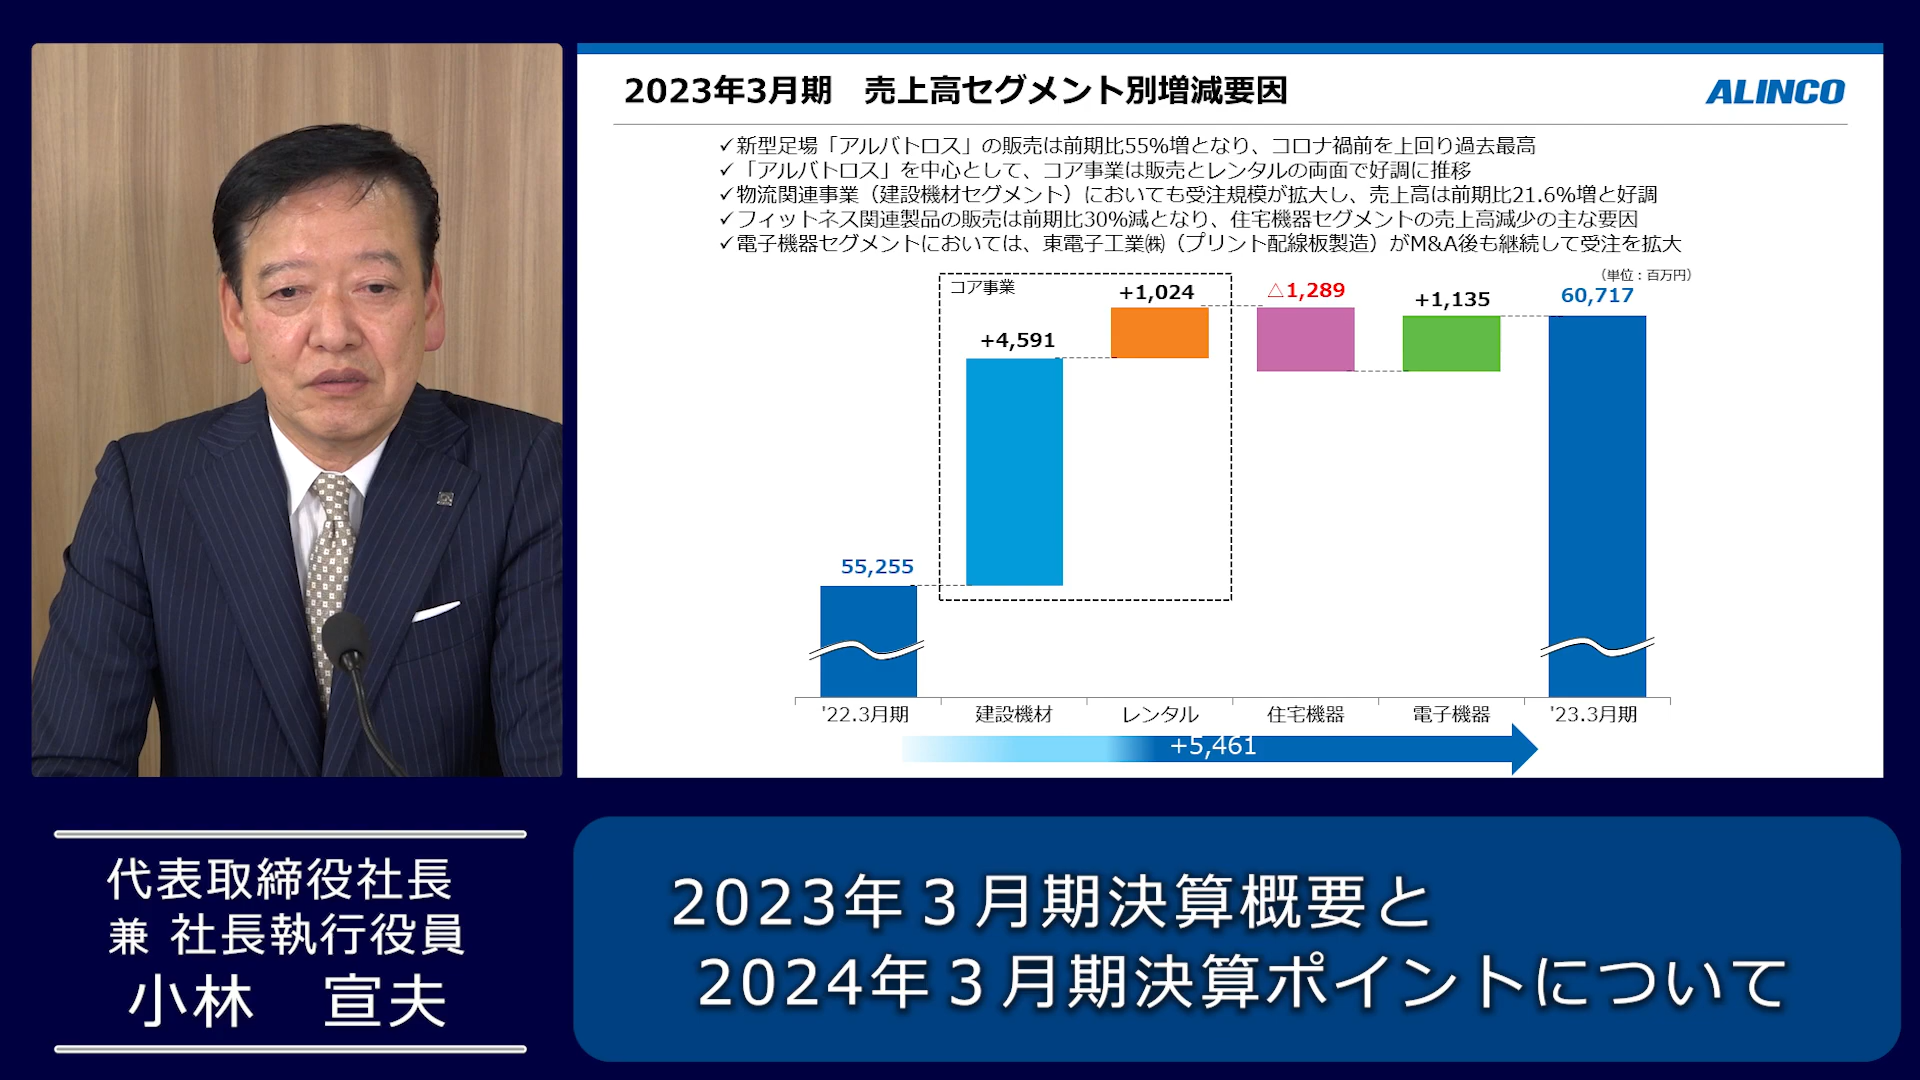 2023年3月期　売上高セグメント別増減要因
ALINCO
✓新型足場「アルバトロス」の販売は前期比55%増となり、コロナ禍前を上回り過去最高
✓「アルバトロス」を中心として、コア事業は販売とレンタルの両面で好調に推移
✓物流関連事業（建設機材セグメント）においても受注規模が拡大し、売上高は前期比21.6%増と好調
✓フィットネス関連製品の販売は前期比30%減となり、住宅機器セグメントの売上高減少の主な要因
✓電子機器セグメントにおいては、東電子工業㈱（プリント配線板製造）がM&A後も継続して受注を拡大
（単位：百万円）
コア事業
55,255
+4,591
+1,024
△1,289
+1,135
60,717
'22.3月期
建設機材
レンタル
住宅機器
電子機器
'23.3月期
+5,461
代表取締役社長
兼 社長執行役員
小林　宣夫
2023年３月期決算概要と
2024年３月期決算ポイントについて